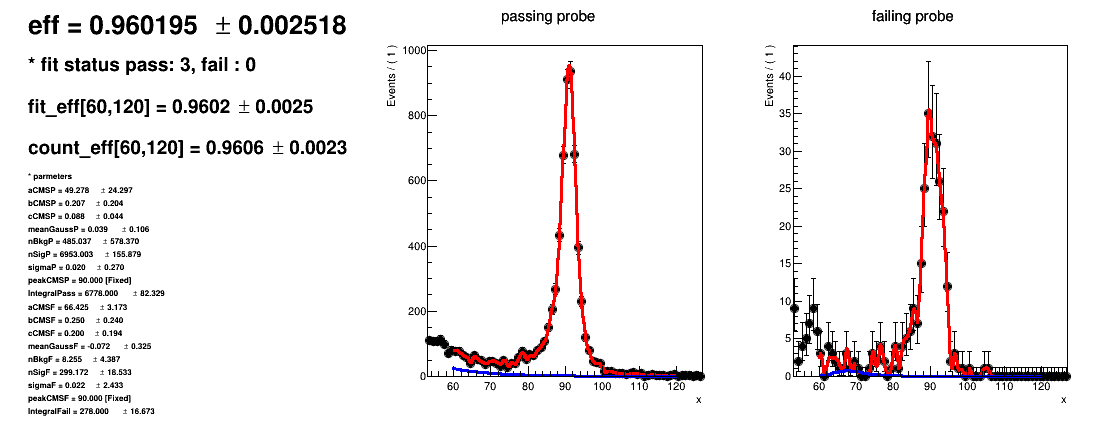 eff = 0.960195 ± 0.002518
* fit status pass: 3, fail : 0
fit_eff[60,120] = 0.9602 ± 0.0025
count_eff[60,120] = 0.9606 ± 0.0023
* parmeters
aCMSP = 49.278 ± 24.297
bCMSP = 0.207 ± 0.204
cCMSP = 0.088 ± 0.044
meanGaussP = 0.039 ± 0.106
nBkgP = 485.037 ± 578.370
nSigP = 6953.003 ± 155.879
sigmaP = 0.020 ± 0.270
peakCMSP = 90.000 [Fixed]
IntegralPass = 6778.000 ± 82.329
aCMSF = 66.425 ± 3.173
bCMSF = 0.250 ± 0.240
cCMSF = 0.200 ± 0.194
meanGaussF = -0.072 ± 0.325
nBkgF = 8.255 ± 4.387
nSigF = 299.172 ± 18.533
sigmaF = 0.022 ± 2.433
peakCMSF = 90.000 [Fixed]
IntegralFail = 278.000 ± 16.673
passing probe
Events / ( 1 )
1000
800
600
400
200
0
60 70 80 90 100 110 120
x
failing probe
Events / ( 1 )
40
35
30
25
20
15
10
5
0
60 70 80 90 100 110 120
x